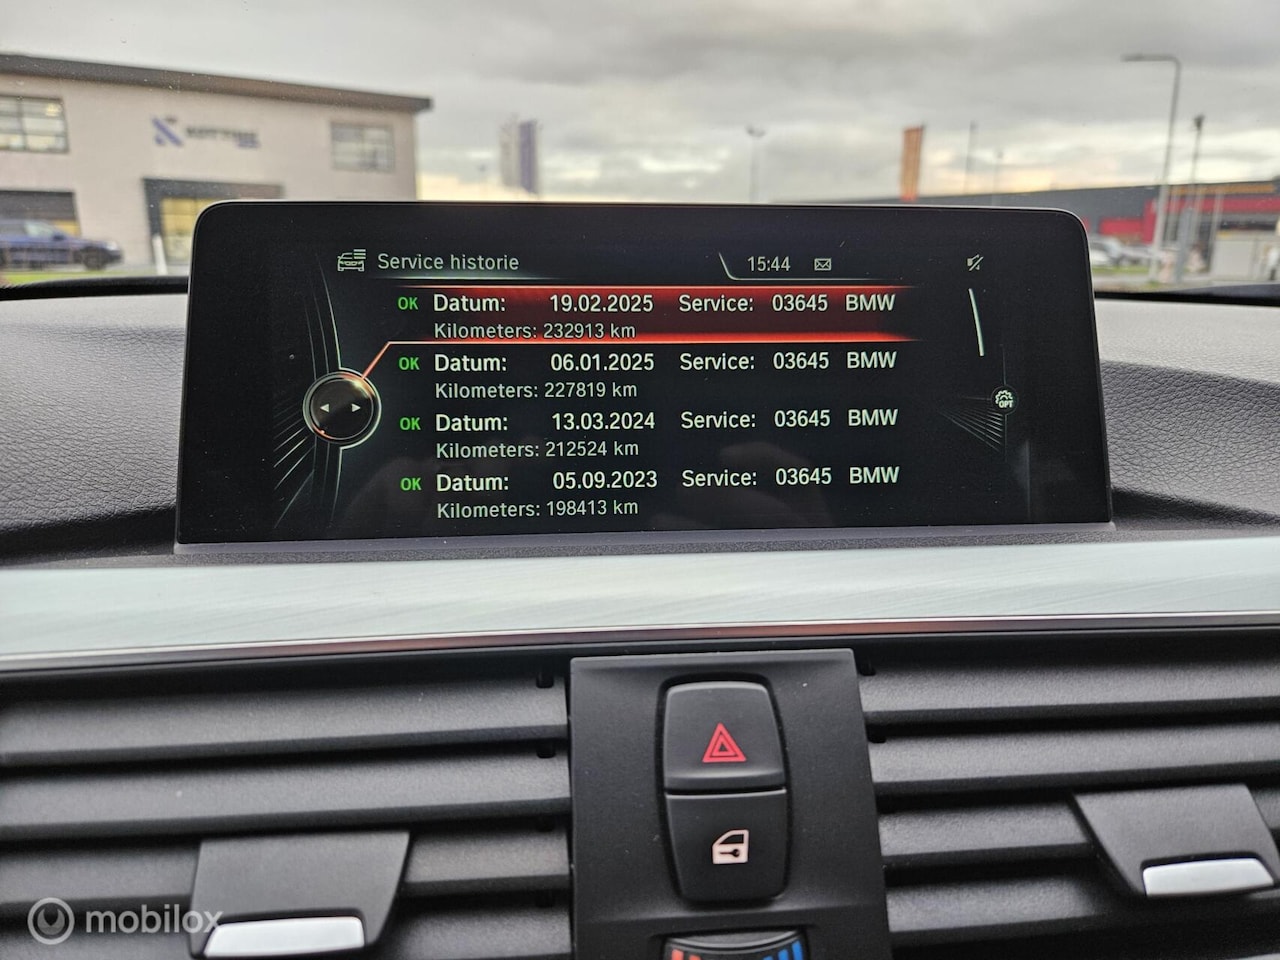 Service historie
15:44
OK Datum: 19.02.2025 Service: 03645 BMW
Kilometers: 232913 km
OK Datum: 06.01.2025 Service: 03645 BMW
Kilometers: 227819 km
OPT
OK Datum: 13.03.2024 Service: 03645 BMW
Kilometers: 212524 km
OK Datum: 05.09.2023 Service: 03645 BMW
Kilometers: 198413 km
mobilox